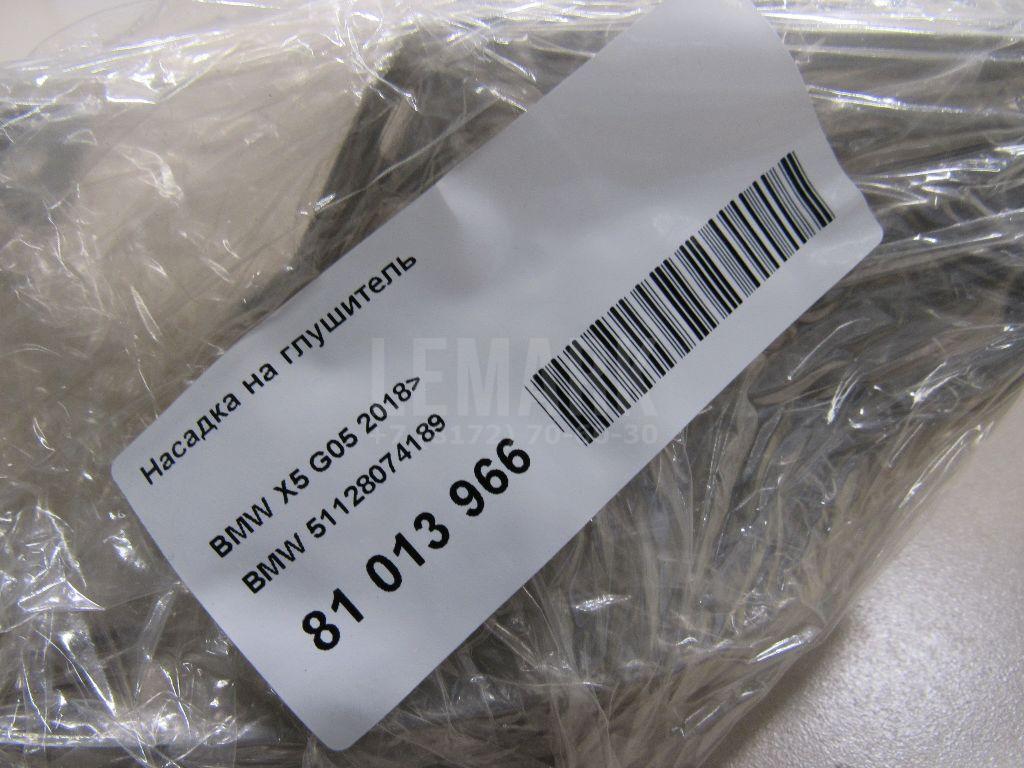 Насадка на глушитель
BMW X5 G05 2018>
BMW 51128074189
81 013 966